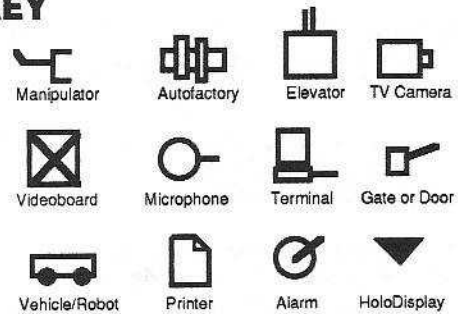 KEY
Manipulator
Autofactory
Elevator
TV Camera
Videoboard
Microphone
Terminal
Gate or Door
Vehicle/Robot
Printer
Alarm
HoloDisplay